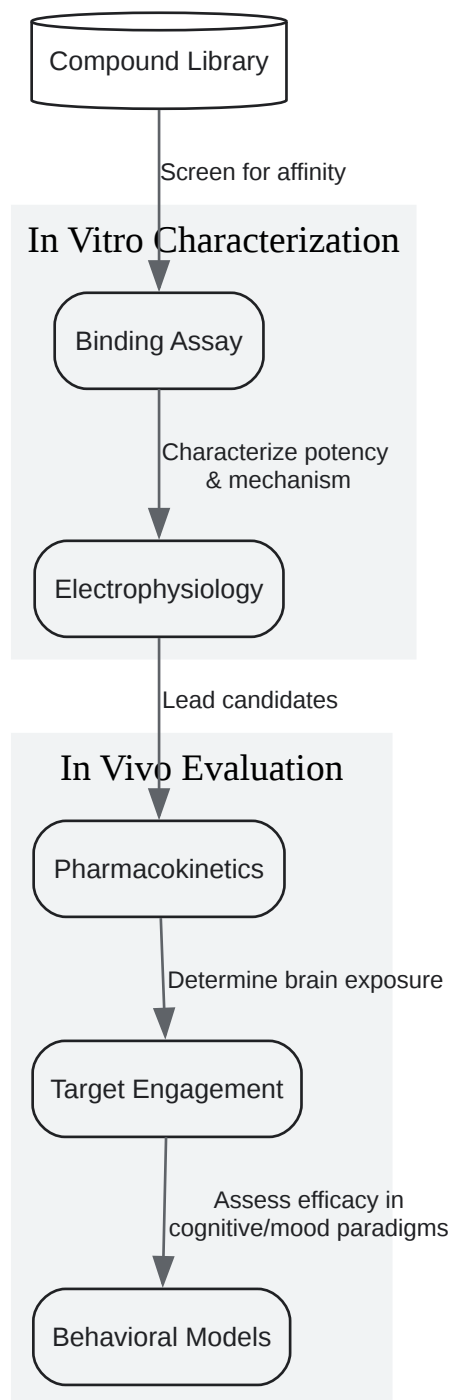 Compound Library
Screen for affinity
In Vitro Characterization
Binding Assay
Characterize potency
& mechanism
Electrophysiology
Lead candidates
In Vivo Evaluation
Pharmacokinetics
Determine brain exposure
Target Engagement
Assess efficacy in
cognitive/mood paradigms
Behavioral Models